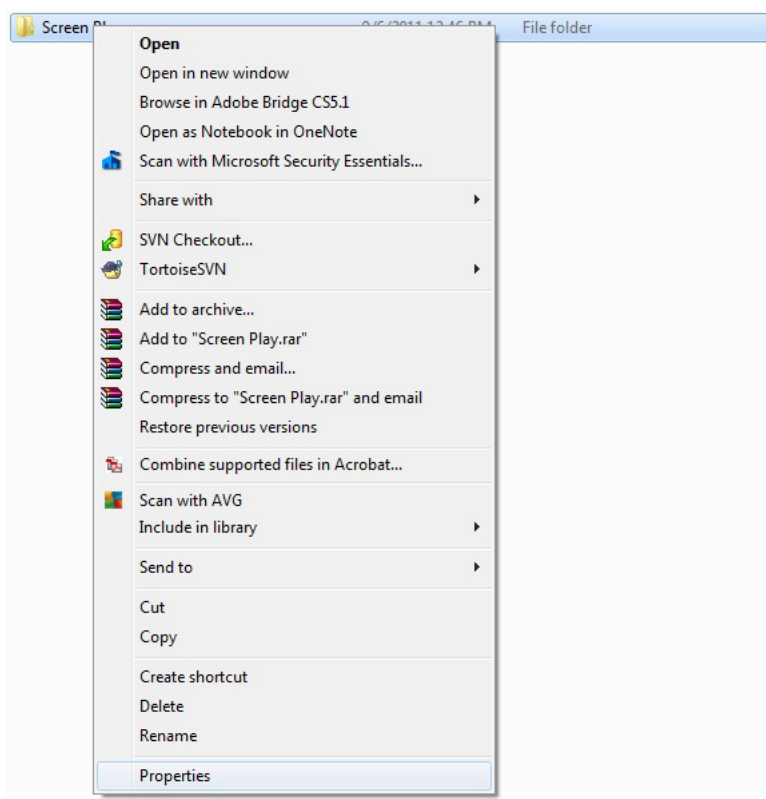 Screen
File folder
Open
Open in new window
Browse in Adobe Bridge CS5.1
Open as Notebook in OneNote
Scan with Microsoft Security Essentials...
Share with
SVN Checkout...
TortoiseSVN
Add to archive...
Add to "Screen Play.rar"
Compress and email...
Compress to "Screen Play.rar" and email
Restore previous versions
Combine supported files in Acrobat...
Scan with AVG
Include in library
Send to
Cut
Copy
Create shortcut
Delete
Rename
Properties